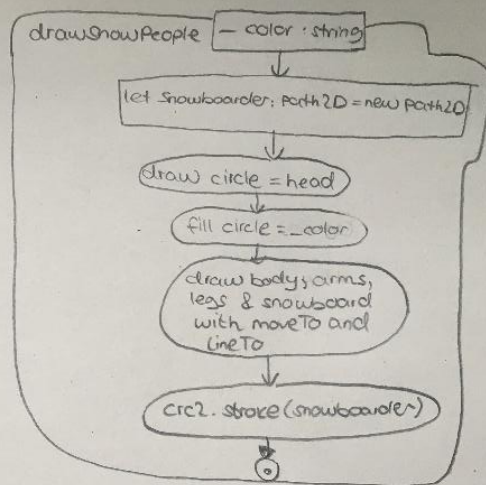 drawSnowPeople
_color: string
let snowboarder: path2D = new path2D
draw circle = head
fill circle = _color
draw body, arms,
legs & snowboard
with moveTo and
lineTo
crc2.stroke(snowboarder)